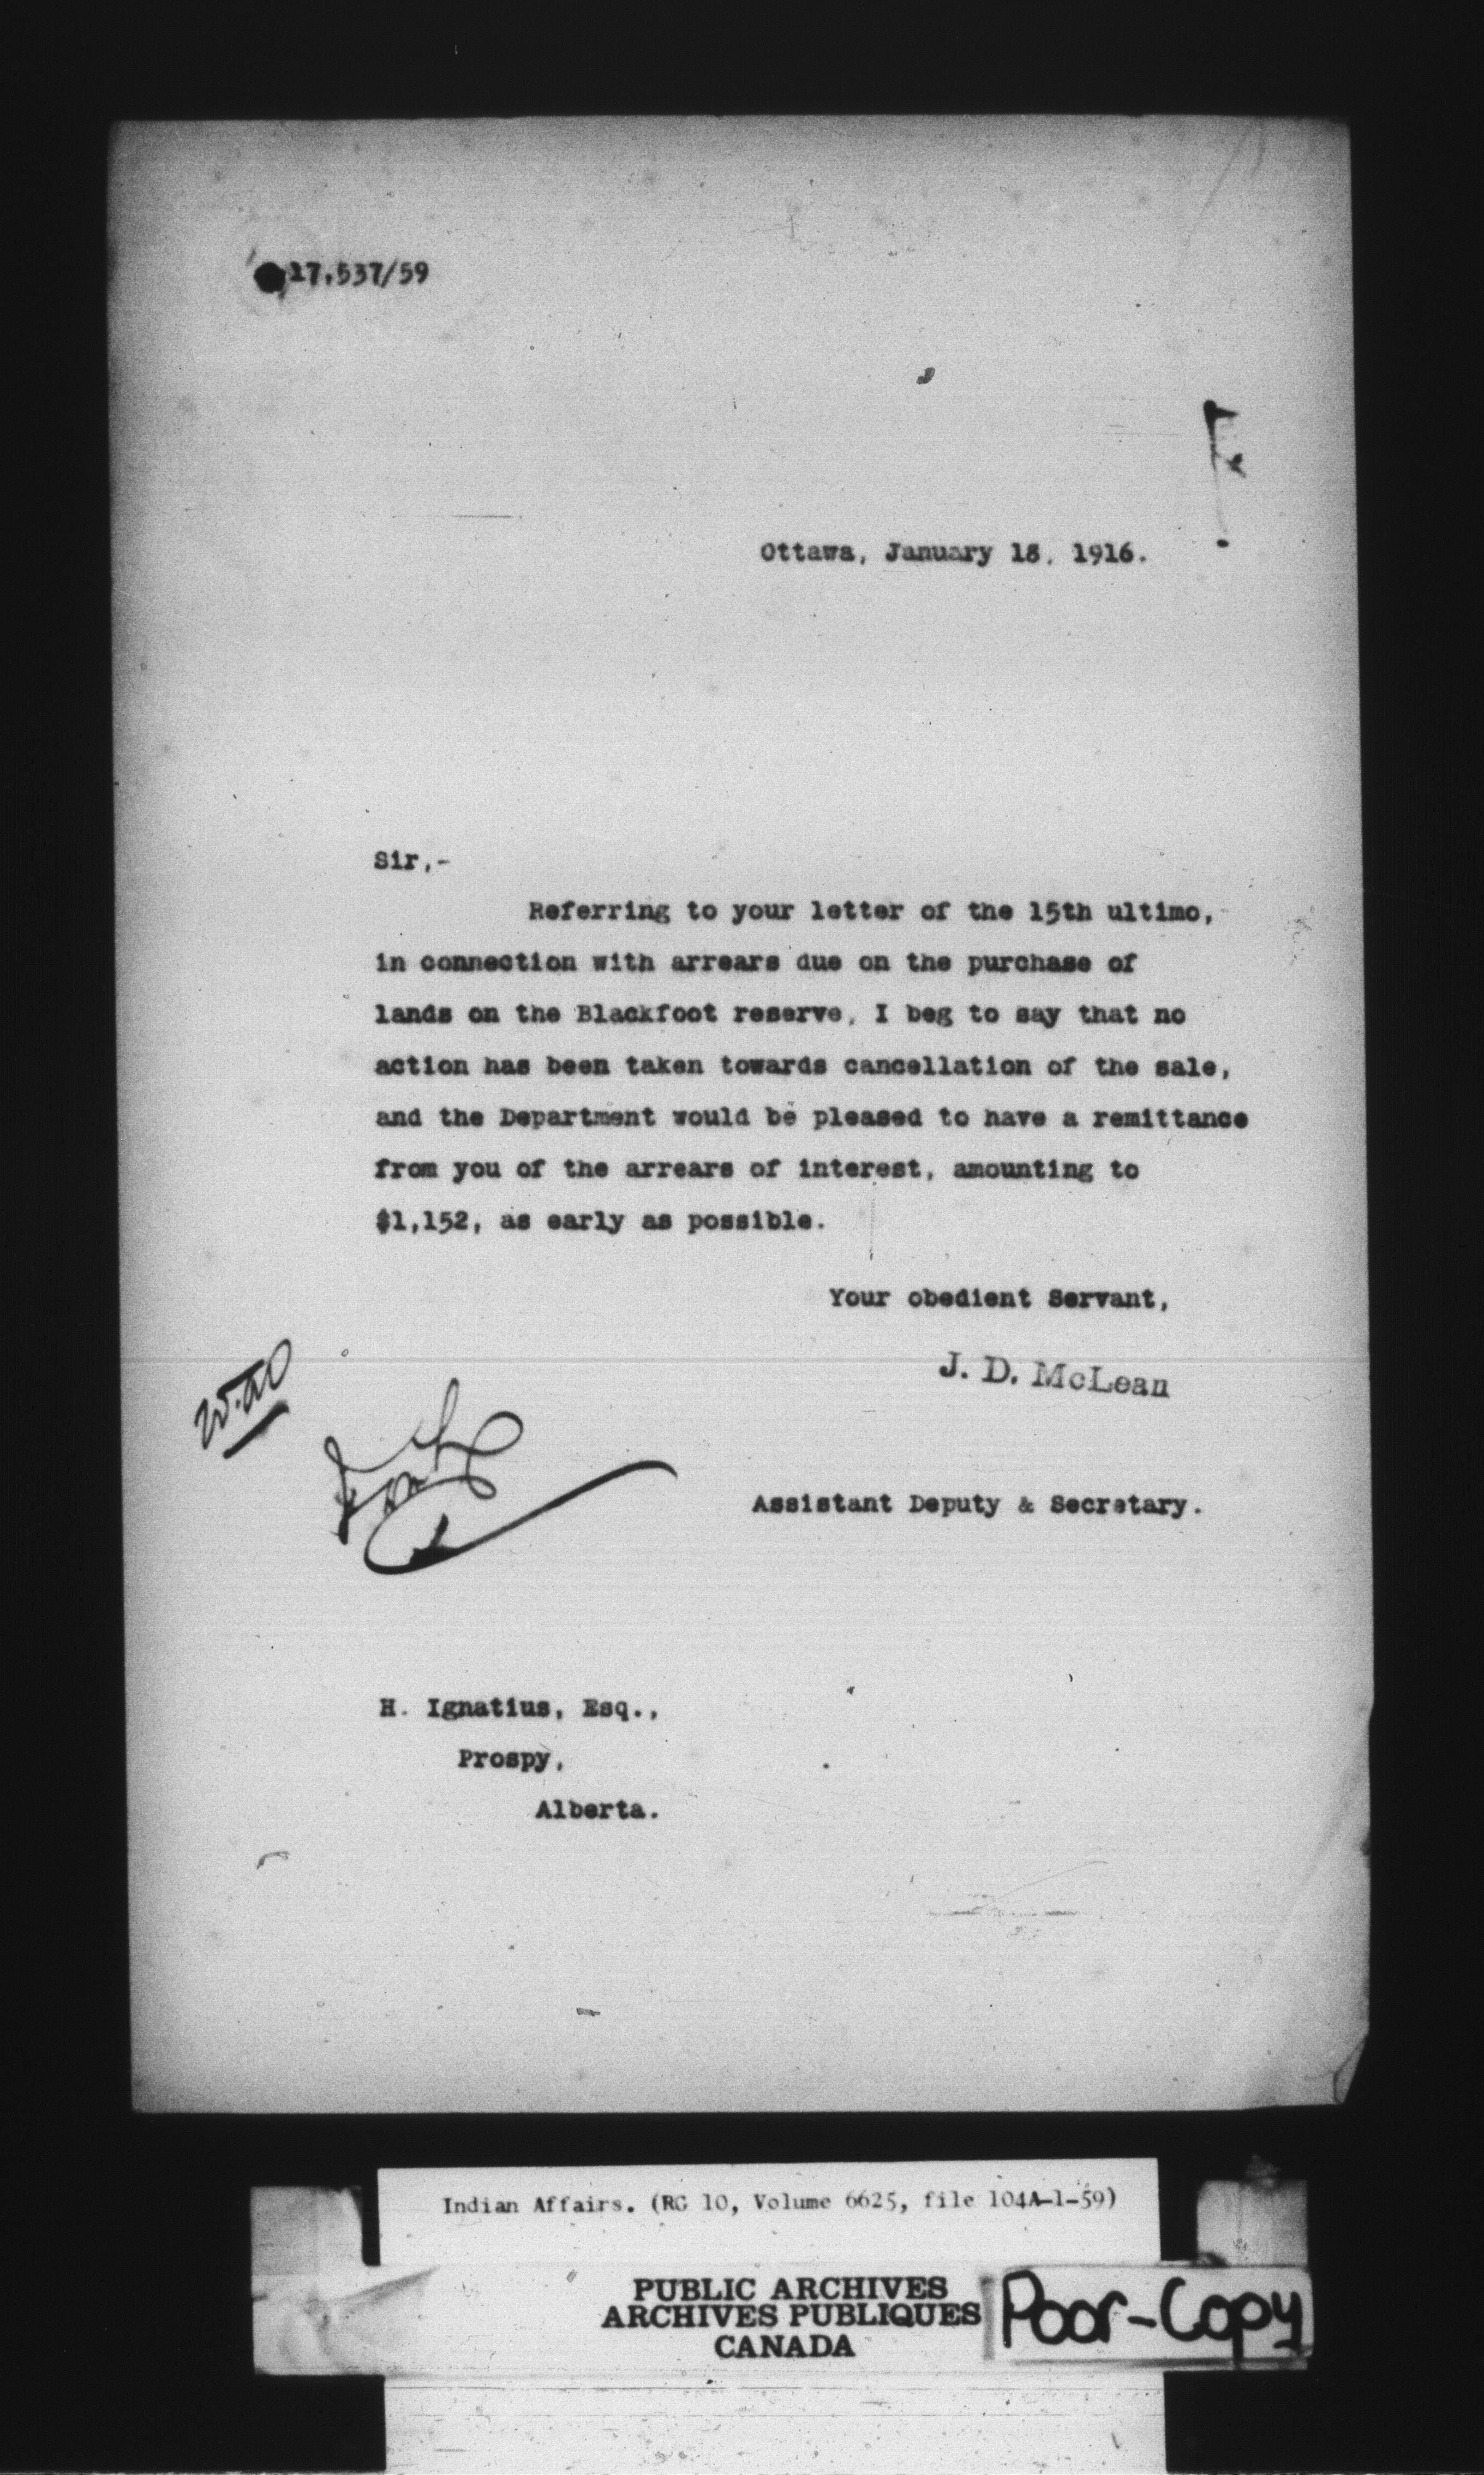 17,537/59
Ottawa, January 18, 1916.
Sir,-
Referring to your letter of the 15th ultimo,
in connection with arrears due on the purchase of
lands on the Blackfoot reserve, I beg to say that no
action has been taken towards cancellation of the sale,
and the Department would be pleased to have a remittance
from you of the arrears of interest, amounting to
$1,152, as early as possible.
Your obedient Servant,
J. D. McLean
Assistant Deputy & Secretary.
H. Ignatius, Esq.,
Prospy,
Alberta.
Indian Affairs. (RG 10, Volume 6625, file 104A-1-59)
PUBLIC ARCHIVES
ARCHIVES PUBLIQUES
CANADA
Poor-Copy